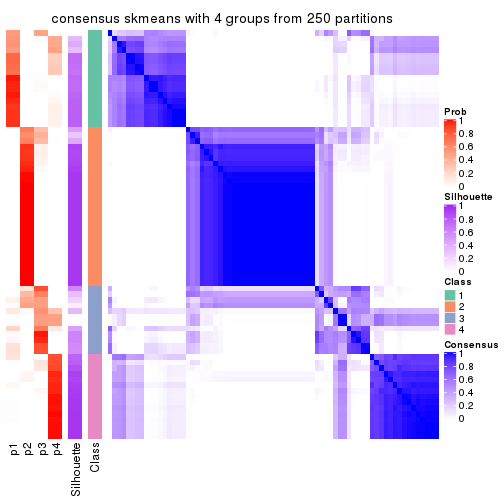 consensus skmeans with 4 groups from 250 partitions
Prob
1
0.8
0.6
0.4
0.2
0
Silhouette
1
0.8
0.6
0.4
0.2
0
Class
1
2
3
4
Consensus
1
0.8
0.6
0.4
0.2
0
p1
p2
p3
p4
Silhouette
Class